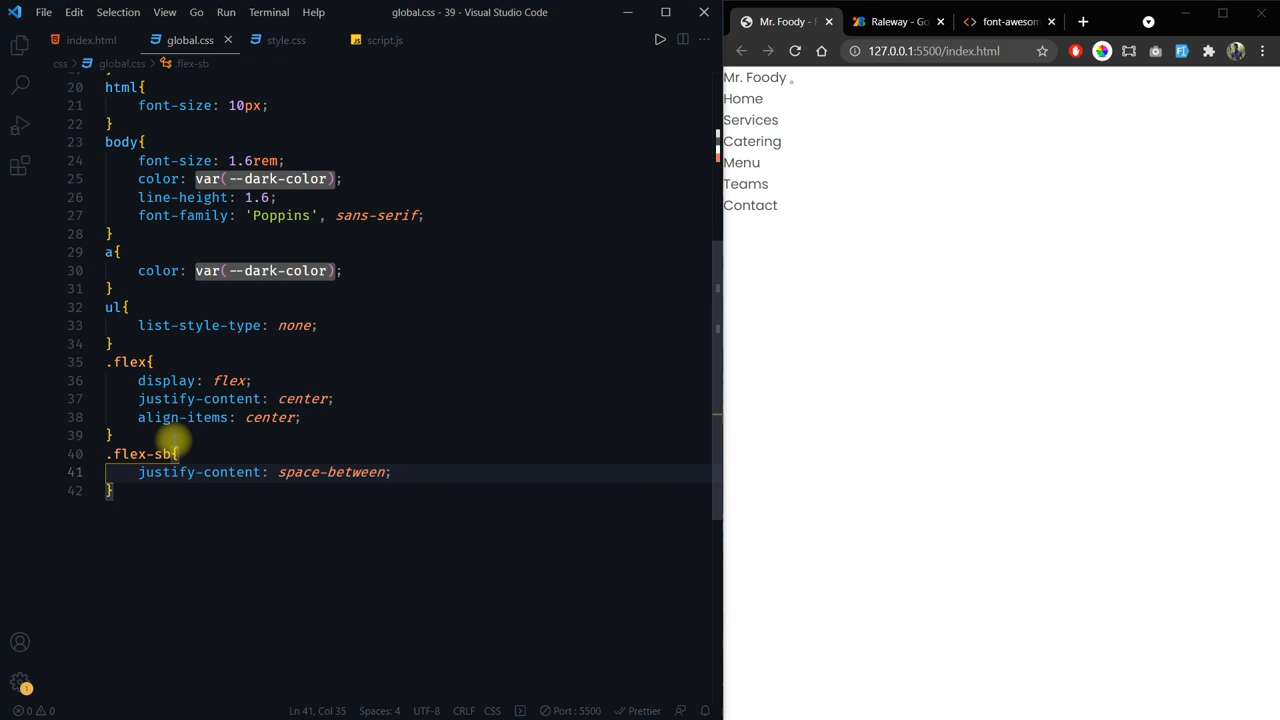 File Edit Selection View Go Run Terminal Help global.css - 39 - Visual Studio Code
index.html global.css style.css script.js
css > global.css > .flex-sb
20 html{
21 font-size: 10px;
22 }
23 body{
24 font-size: 1.6rem;
25 color: var(--dark-color);
26 line-height: 1.6;
27 font-family: 'Poppins', sans-serif;
28 }
29 a{
30 color: var(--dark-color);
31 }
32 ul{
33 list-style-type: none;
34 }
35 .flex{
36 display: flex;
37 justify-content: center;
38 align-items: center;
39 }
40 .flex-sb{
41 justify-content: space-between;
42 }
1
0 0 Ln 41, Col 35 Spaces: 4 UTF-8 CRLF CSS Port : 5500 Prettier
Mr. Foody - F Raleway - Go font-awesom
127.0.0.1:5500/index.html
Mr. Foody 。
Home
Services
Catering
Menu
Teams
Contact